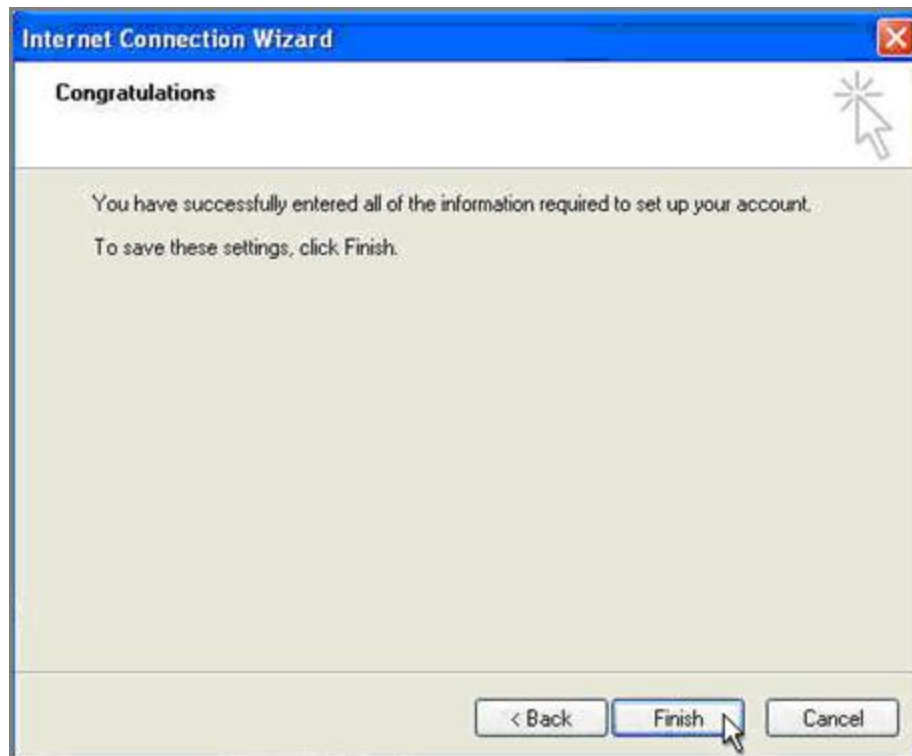 Internet Connection Wizard
Congratulations
You have successfully entered all of the information required to set up your account.
To save these settings, click Finish.
< Back
Finish
Cancel